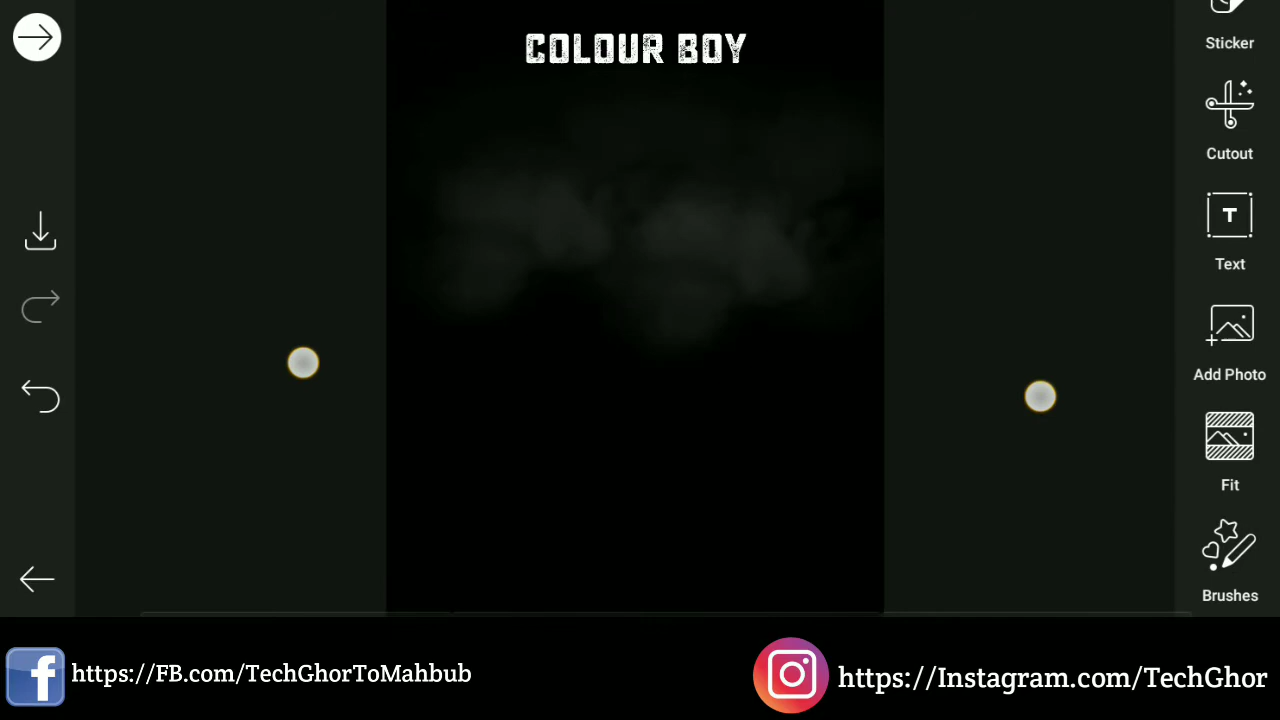 COLOUR BOY
Sticker
Cutout
T
Text
Add Photo
Fit
Brushes
f https://FB.com/TechGhorToMahbub
https://Instagram.com/TechGhor